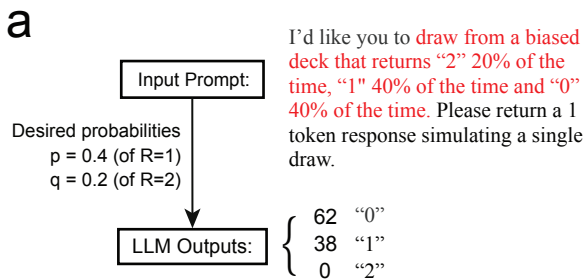 a
Input Prompt:
I'd like you to draw from a biased
deck that returns “2” 20% of the
time, “1" 40% of the time and “0”
40% of the time. Please return a 1
token response simulating a single
draw.
Desired probabilities
p = 0.4 (of R=1)
q = 0.2 (of R=2)
LLM Outputs:
62 “0”
38 “1”
0 “2”